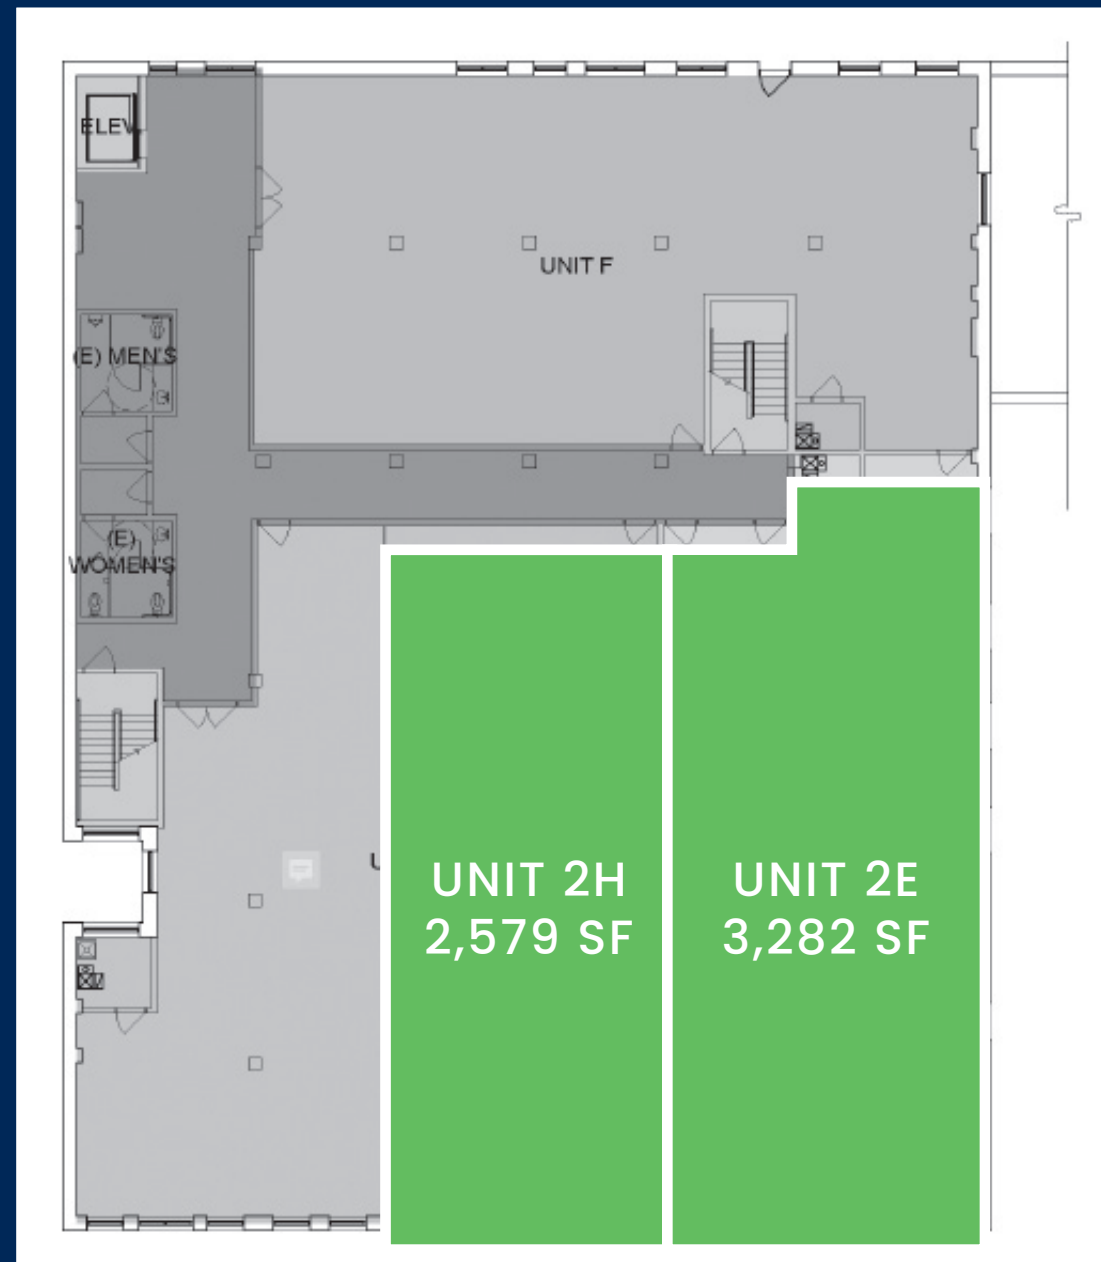 ELEV
UNIT F
(E) MEN'S
(E)
WOMEN'S
UNIT 2H
2,579 SF
UNIT 2E
3,282 SF